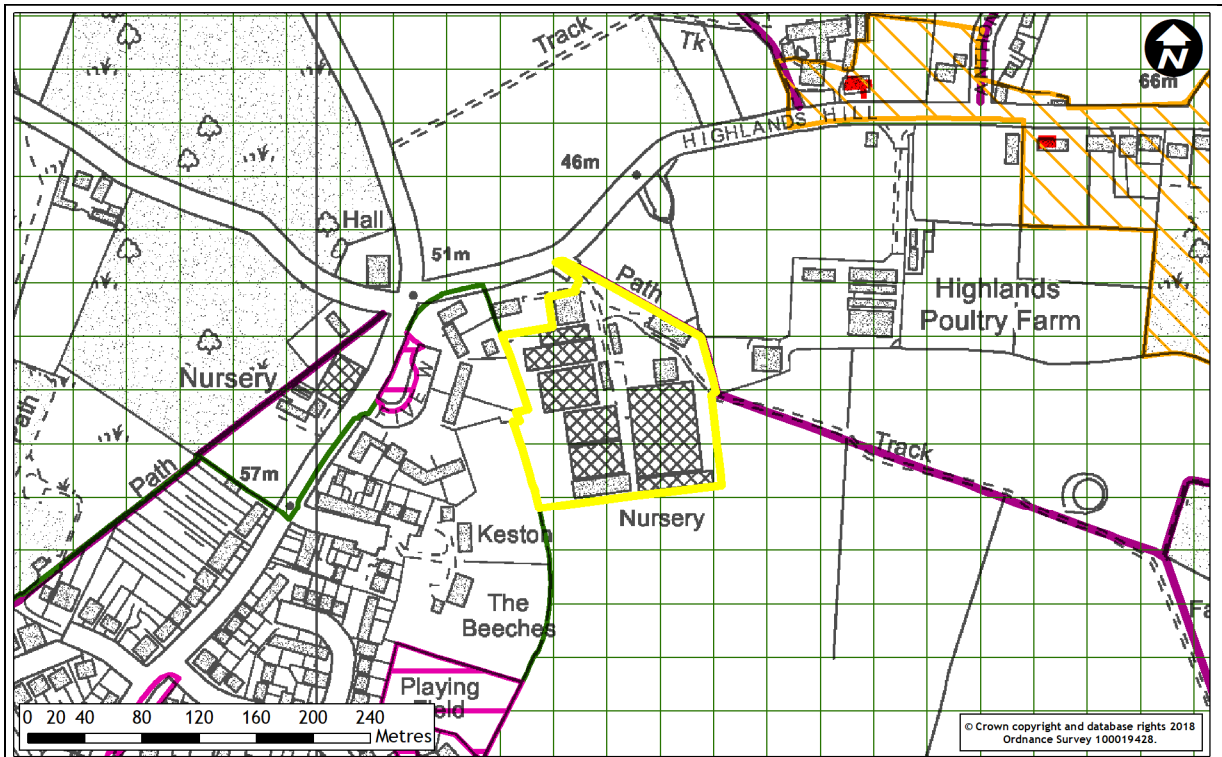 Track
Tk
N
66m
HIGHLANDS HILL
46m
Hall
51m
Path
Highlands
Poultry Farm
Nursery
Path
57m
Track
Nursery
Keston
The
Beeches
Playing
Field
0 20 40 80 120 160 200 240
Metres
© Crown copyright and database rights 2018
Ordnance Survey 100019428.